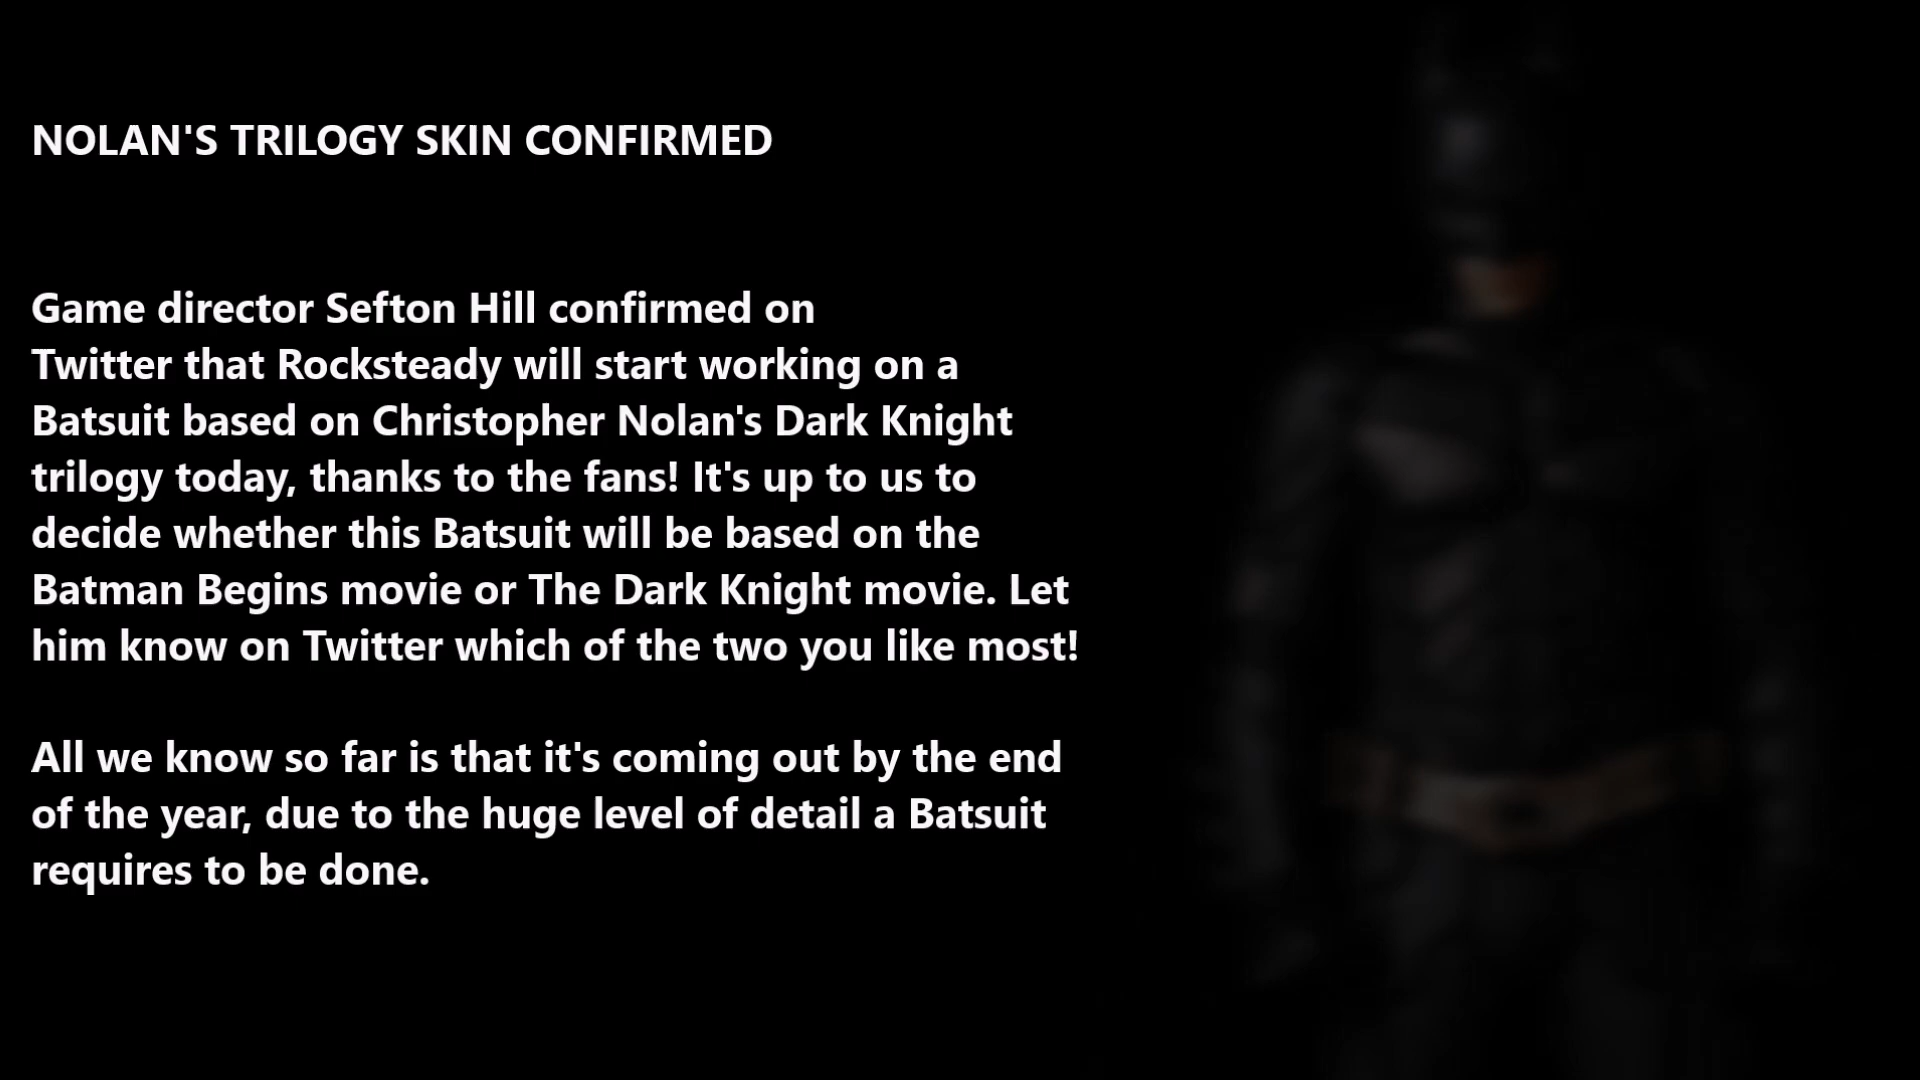 NOLAN'S TRILOGY SKIN CONFIRMED
Game director Sefton Hill confirmed on
Twitter that Rocksteady will start working on a
Batsuit based on Christopher Nolan's Dark Knight
trilogy today, thanks to the fans! It's up to us to
decide whether this Batsuit will be based on the
Batman Begins movie or The Dark Knight movie. Let
him know on Twitter which of the two you like most!
All we know so far is that it's coming out by the end
of the year, due to the huge level of detail a Batsuit
requires to be done.